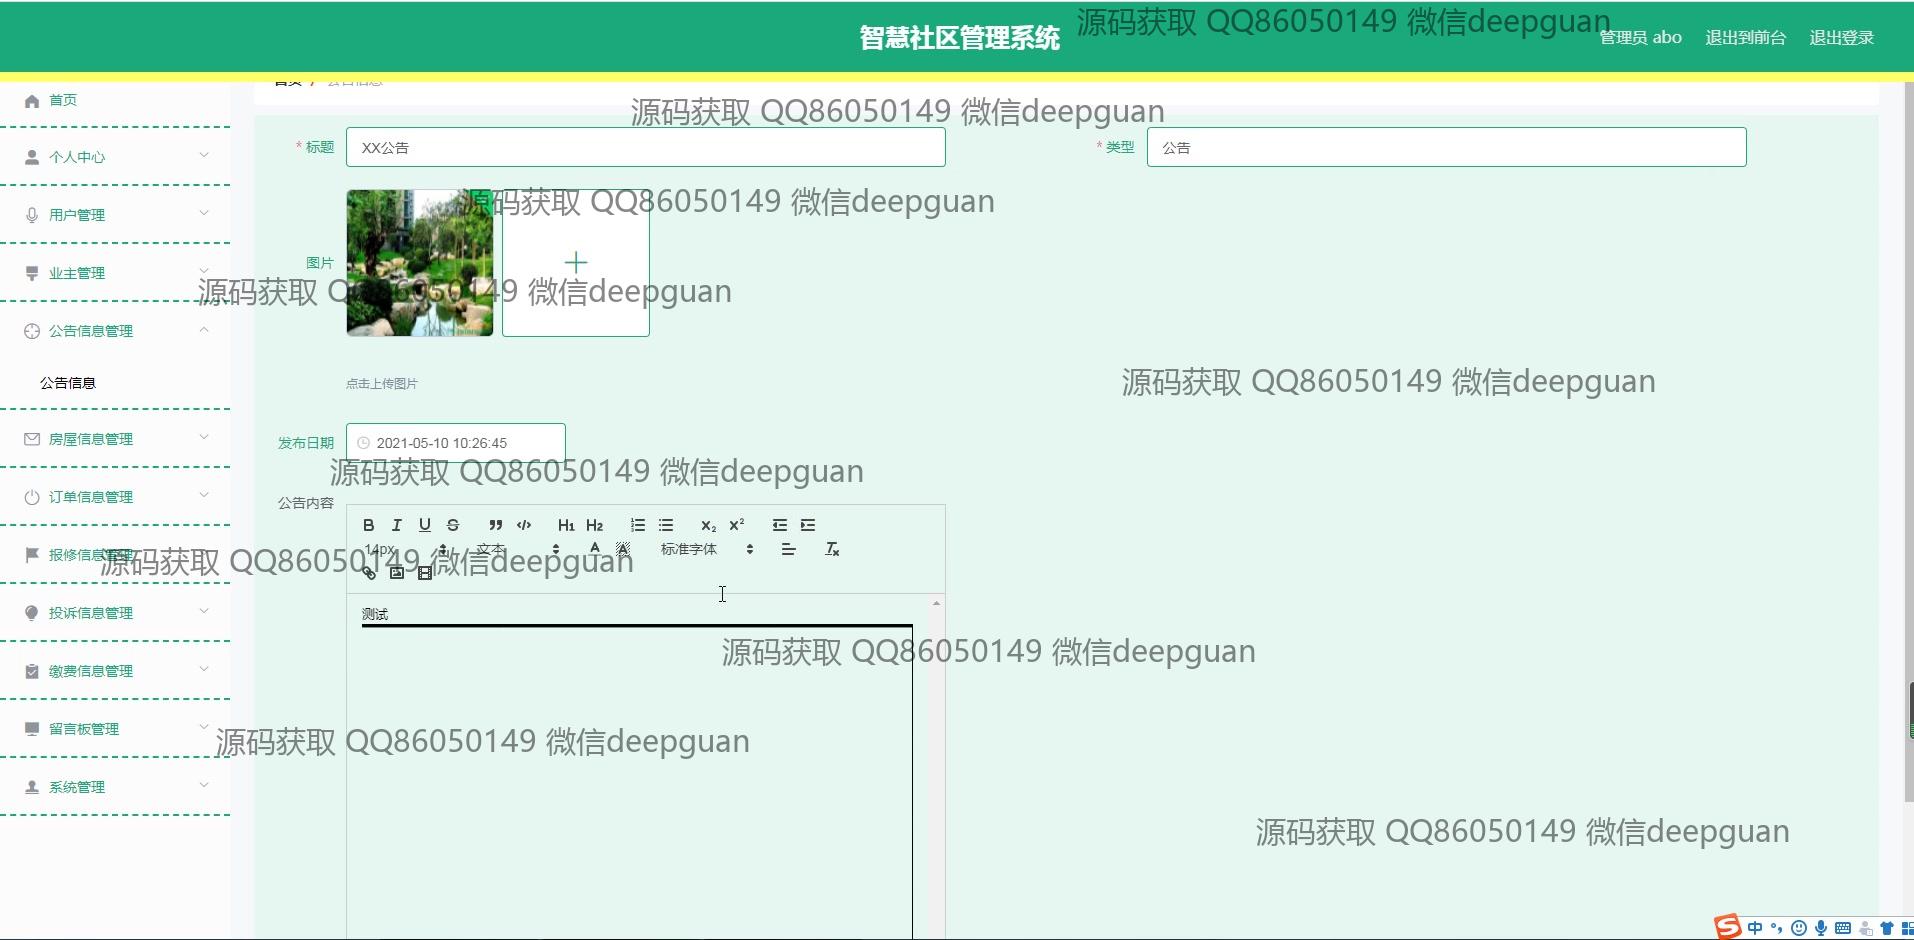 智慧社区管理系统
源码获取 QQ86050149 微信deepguan
管理员 abo
退出到前台
退出登录
首页 / 公告信息
源码获取 QQ86050149 微信deepguan
首页
个人中心
用户管理
业主管理
公告信息管理
公告信息
房屋信息管理
订单信息管理
报修信息管理
投诉信息管理
缴费信息管理
留言板管理
系统管理
* 标题
XX公告
* 类型
公告
源码获取 QQ86050149 微信deepguan
图片
源码获取 QQ86050149 微信deepguan
点击上传图片
源码获取 QQ86050149 微信deepguan
发布日期
2021-05-10 10:26:45
源码获取 QQ86050149 微信deepguan
公告内容
B I U S ” </> H1 H2 X₂ X²
14px 文本 A A 标准字体
源码获取 QQ86050149 微信deepguan
测试
源码获取 QQ86050149 微信deepguan
源码获取 QQ86050149 微信deepguan
源码获取 QQ86050149 微信deepguan
S 中